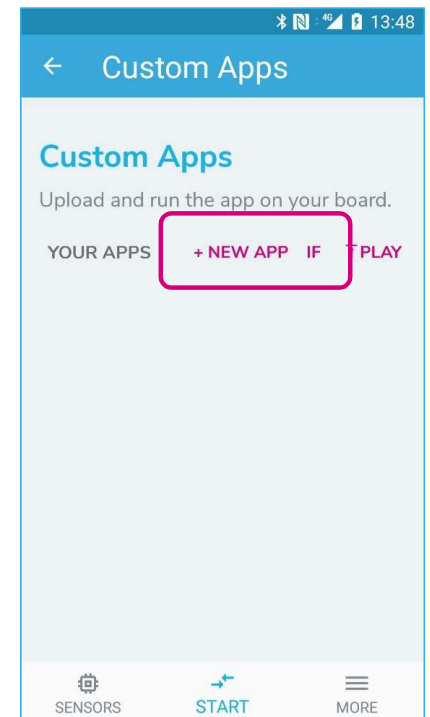 4G 13:48
Custom Apps
Custom Apps
Upload and run the app on your board.
YOUR APPS + NEW APP IF PLAY
SENSORS START MORE